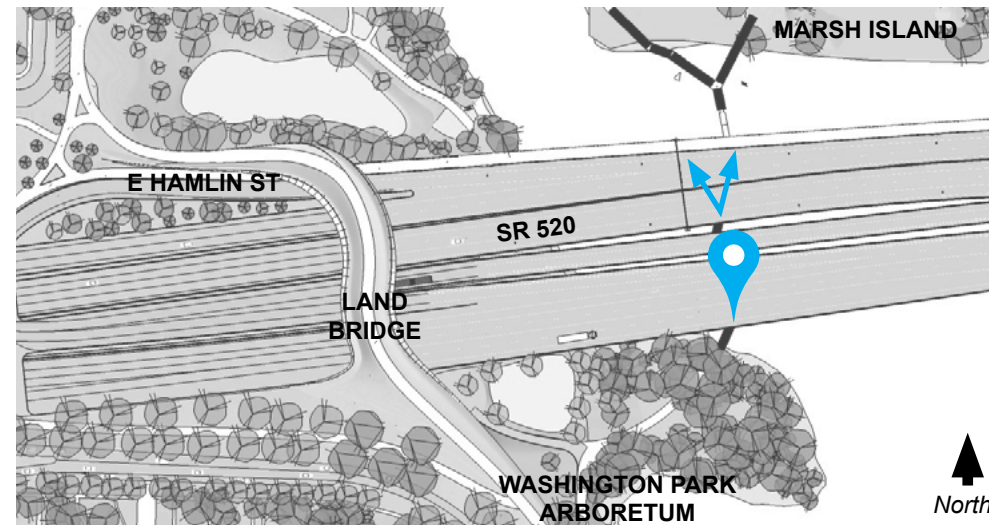 MARSH ISLAND
E HAMLIN ST
SR 520
LAND
BRIDGE
WASHINGTON PARK
ARBORETUM
North